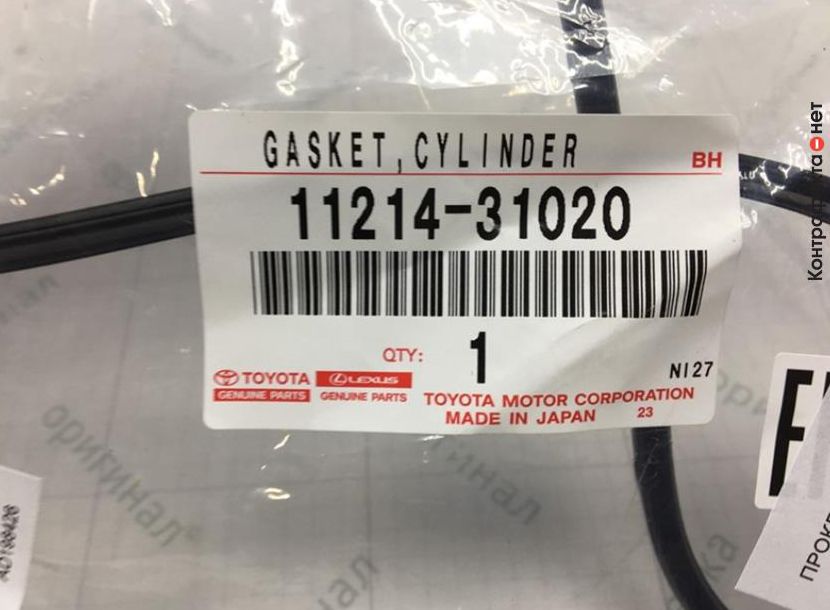 GASKET,CYLINDER
BH
11214-31020
QTY: 1
NI27
TOYOTA
GENUINE PARTS
LEXUS
GENUINE PARTS
TOYOTA MOTOR CORPORATION
MADE IN JAPAN 23
нет
оригинал
оригинал
AD190420